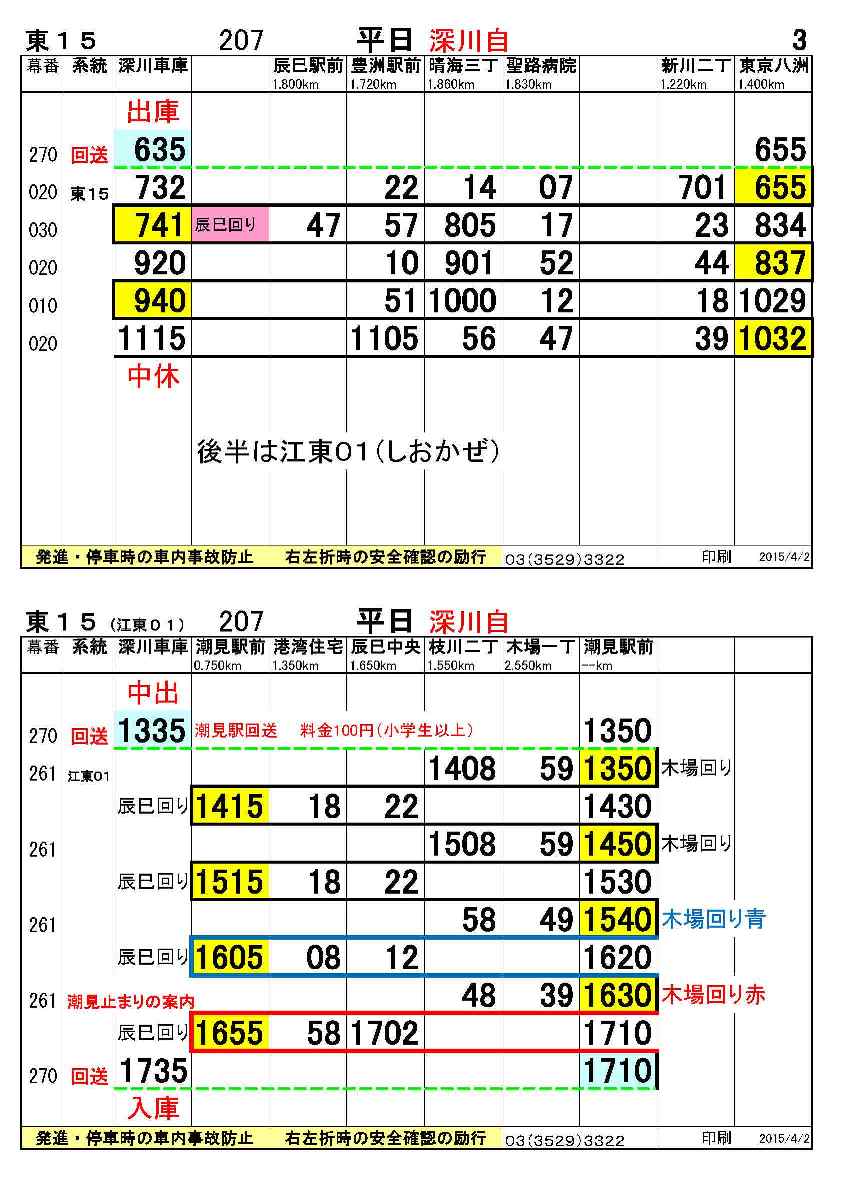 東１５ 207 平日 深川自 3
幕番 系統 深川車庫 辰巳駅前 豊洲駅前 晴海三丁 聖路病院 新川二丁 東京八洲
1.800km 1.720km 1.860km 1.830km 1.220km 1.400km
出庫
270 回送 635 655
020 東15 732 22 14 07 701 655
030 741 辰巳回り 47 57 805 17 23 834
020 920 10 901 52 44 837
010 940 51 1000 12 18 1029
020 1115 1105 56 47 39 1032
中休
後半は江東０１（しおかぜ）
発進・停車時の車内事故防止 右左折時の安全確認の励行 03(3529)3322 印刷 2015/4/2
東１５（江東０１） 207 平日 深川自
幕番 系統 深川車庫 潮見駅前 港湾住宅 辰巳中央 枝川二丁 木場一丁 潮見駅前
0.750km 1.350km 1.650km 1.550km 2.550km --km
中出
270 回送 1335 潮見駅回送 料金100円（小学生以上） 1350
261 江東01 1408 59 1350 木場回り
辰巳回り 1415 18 22 1430
261 1508 59 1450 木場回り
辰巳回り 1515 18 22 1530
261 58 49 1540 木場回り青
辰巳回り 1605 08 12 1620
261 潮見止まりの案内 48 39 1630 木場回り赤
辰巳回り 1655 58 1702 1710
270 回送 1735 1710
入庫
発進・停車時の車内事故防止 右左折時の安全確認の励行 03(3529)3322 印刷 2015/4/2